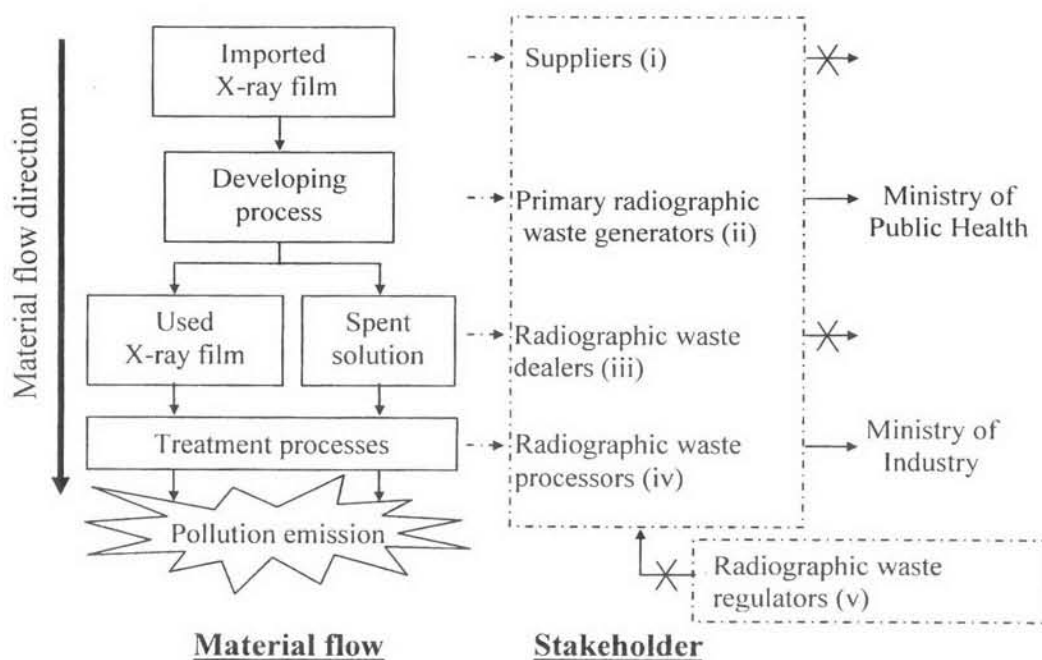 Material flow direction
Imported
X-ray film
Suppliers (i)
Developing
process
Primary radiographic
waste generators (ii)
Ministry of
Public Health
Used
X-ray film
Spent
solution
Radiographic waste
dealers (iii)
Treatment processes
Radiographic waste
processors (iv)
Ministry of
Industry
Pollution emission
Radiographic waste
regulators (v)
Material flow
Stakeholder